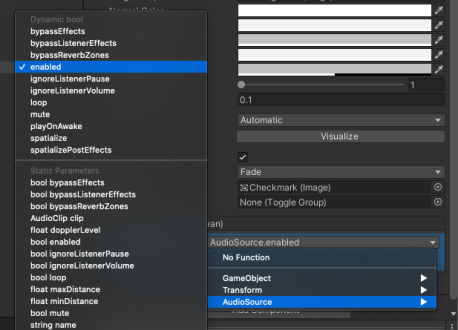 Dynamic bool
bypassEffects
bypassListenerEffects
bypassReverbZones
✓ enabled
ignoreListenerPause
ignoreListenerVolume
loop
mute
playOnAwake
spatialize
spatializePostEffects
Static Parameters
bool bypassEffects
bool bypassListenerEffects
bool bypassReverbZones
AudioClip clip
float dopplerLevel
bool enabled
bool ignoreListenerPause
bool ignoreListenerVolume
bool loop
float maxDistance
float minDistance
bool mute
string name
Normal Color
1
0.1
Automatic
Visualize
Fade
Checkmark (Image)
None (Toggle Group)
ean)
AudioSource.enabled
No Function
GameObject
Transform
AudioSource
Add Component